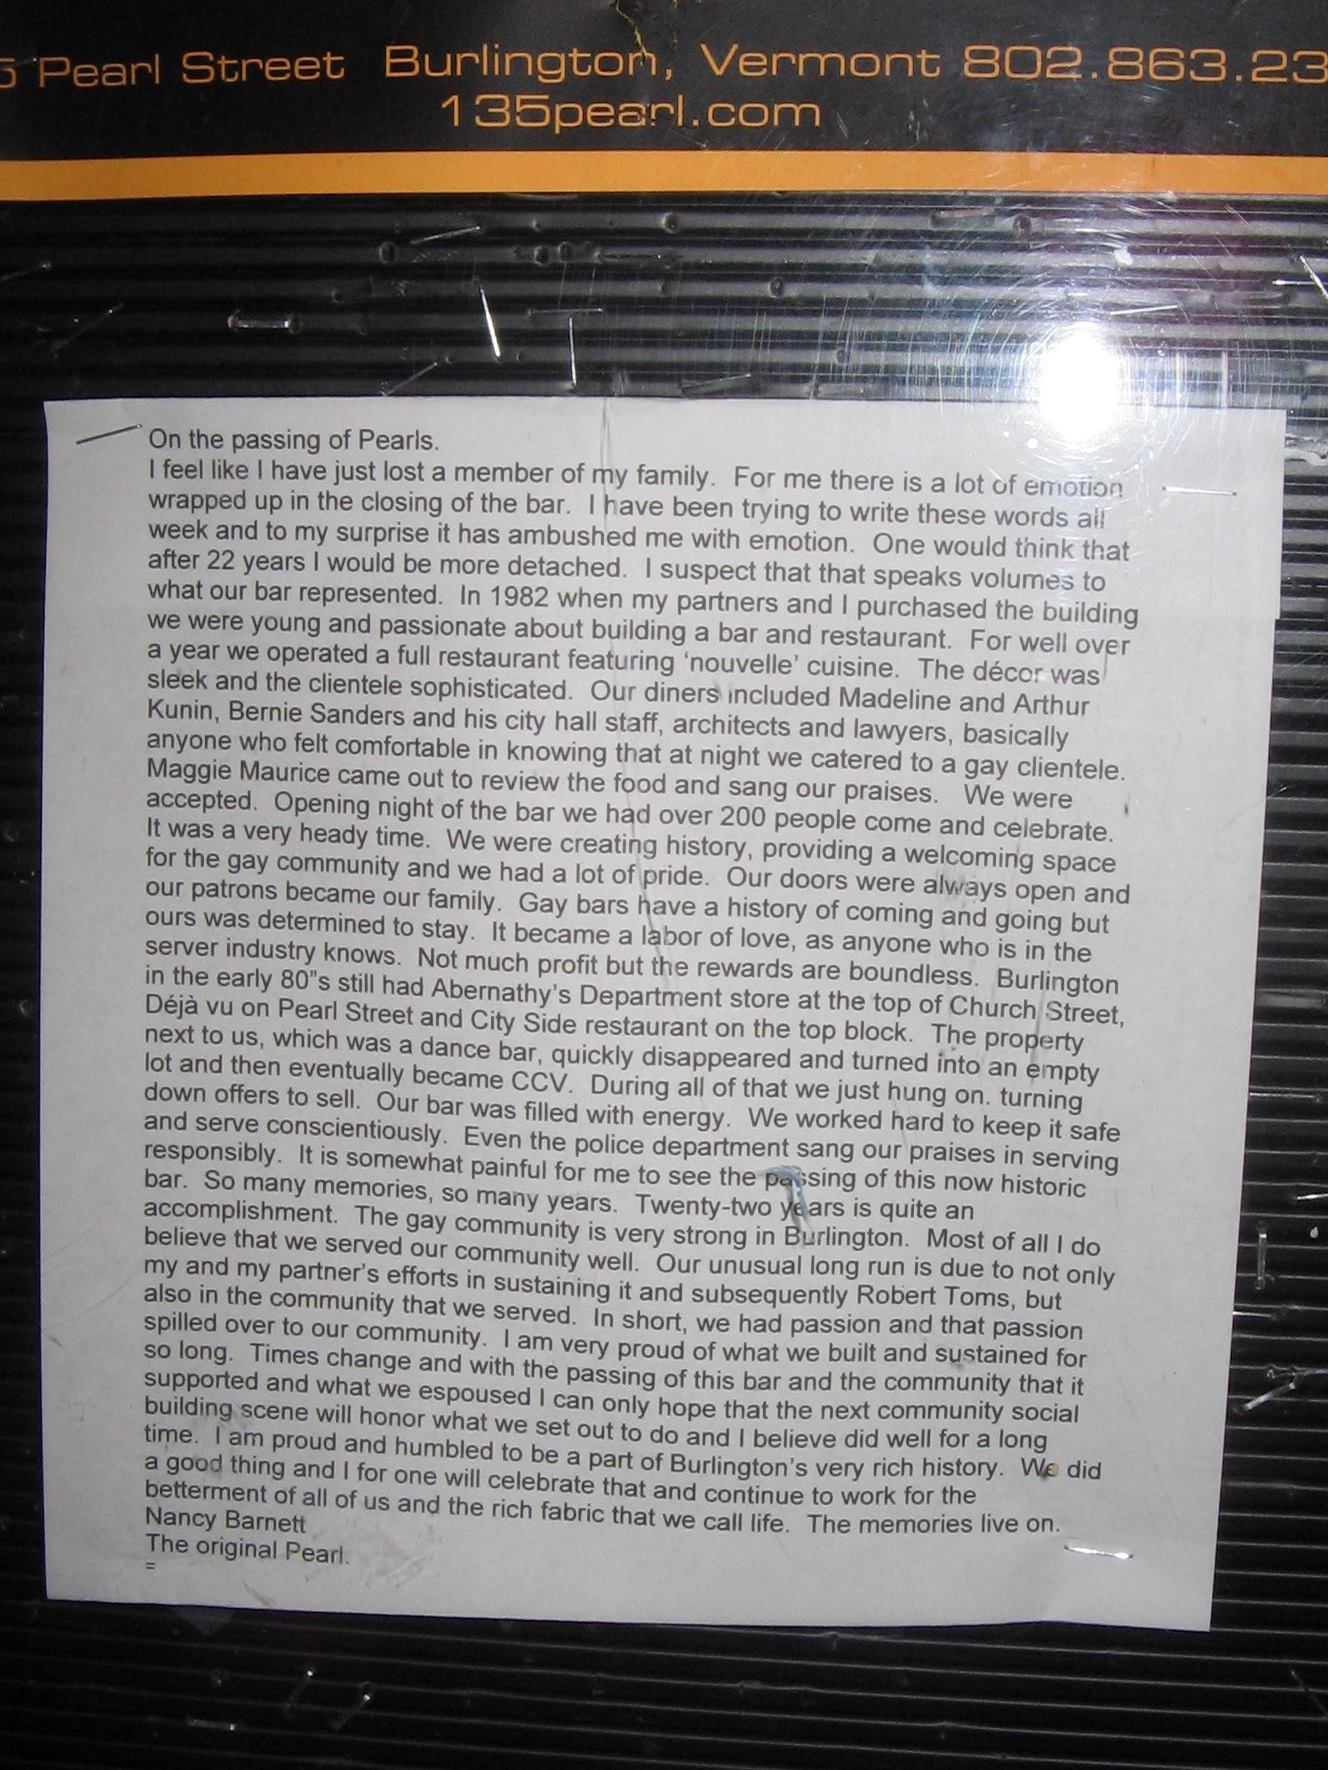 5 Pearl Street Burlington, Vermont 802.863.23
135pearl.com
On the passing of Pearls.
I feel like I have just lost a member of my family. For me there is a lot of emotion
wrapped up in the closing of the bar. I have been trying to write these words all
week and to my surprise it has ambushed me with emotion. One would think that
after 22 years I would be more detached. I suspect that that speaks volumes to
what our bar represented. In 1982 when my partners and I purchased the building
we were young and passionate about building a bar and restaurant. For well over
a year we operated a full restaurant featuring 'nouvelle' cuisine. The décor was
sleek and the clientele sophisticated. Our diners included Madeline and Arthur
Kunin, Bernie Sanders and his city hall staff, architects and lawyers, basically
anyone who felt comfortable in knowing that at night we catered to a gay clientele.
Maggie Maurice came out to review the food and sang our praises. We were
accepted. Opening night of the bar we had over 200 people come and celebrate.
It was a very heady time. We were creating history, providing a welcoming space
for the gay community and we had a lot of pride. Our doors were always open and
our patrons became our family. Gay bars have a history of coming and going but
ours was determined to stay. It became a labor of love, as anyone who is in the
server industry knows. Not much profit but the rewards are boundless. Burlington
in the early 80"s still had Abernathy's Department store at the top of Church Street,
Déjà vu on Pearl Street and City Side restaurant on the top block. The property
next to us, which was a dance bar, quickly disappeared and turned into an empty
lot and then eventually became CCV. During all of that we just hung on. turning
down offers to sell. Our bar was filled with energy. We worked hard to keep it safe
and serve conscientiously. Even the police department sang our praises in serving
responsibly. It is somewhat painful for me to see the passing of this now historic
bar. So many memories, so many years. Twenty-two years is quite an
accomplishment. The gay community is very strong in Burlington. Most of all I do
believe that we served our community well. Our unusual long run is due to not only
my and my partner's efforts in sustaining it and subsequently Robert Toms, but
also in the community that we served. In short, we had passion and that passion
spilled over to our community. I am very proud of what we built and sustained for
so long. Times change and with the passing of this bar and the community that it
supported and what we espoused I can only hope that the next community social
building scene will honor what we set out to do and I believe did well for a long
time. I am proud and humbled to be a part of Burlington's very rich history. We did
a good thing and I for one will celebrate that and continue to work for the
betterment of all of us and the rich fabric that we call life. The memories live on.
Nancy Barnett
The original Pearl.
=